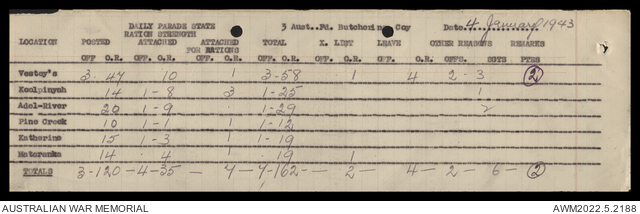 DAILY PARADE STATE 3 Aust. Fd. Butchering Coy Date 4 January 1943
RATION STRENGTH
LOCATION POSTED ATTACHED ATTACHED TOTAL X. LIST LEAVE OTHER REASONS REMARKS
FOR RATIONS
OFF O.R. OFF. O.R. OFF. O.R. OFF. O.R. OFF. O.R. OFF. O.R. OFF. SGTS PTES
Vestey's 3 - 47 10 1 3 - 58 1 4 2 - 3 2
Koolpinyah 14 1 - 8 3 1 - 25 1
Adel-River 20 1 - 9 1 - 29 2
Pine Creek 10 1 - 1 1 1 - 12
Katherine 15 1 - 3 1 1 - 19
Mataranka 14 4 1 19 1
TOTALS 3 - 120 - 4 - 35 - 7 - 7 - 162 - - 2 - 4 - 2 - 6 - 2
AUSTRALIAN WAR MEMORIAL AWM2022.5.2188